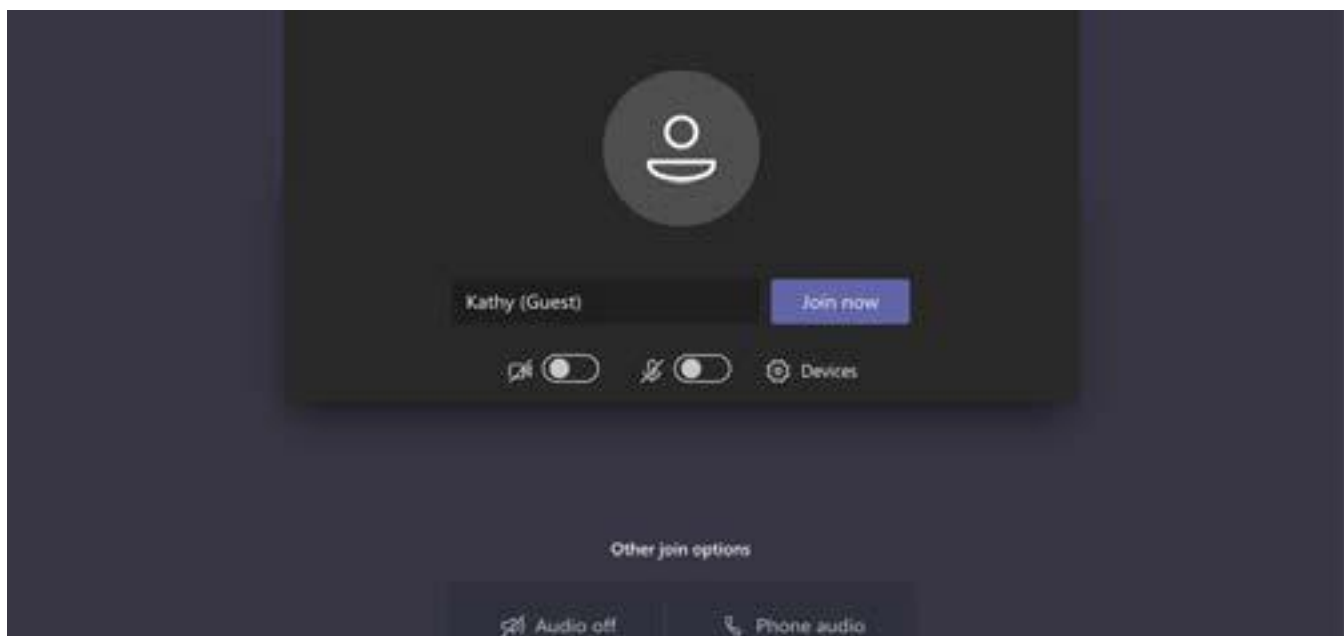 Kathy (Guest) Join now
Devices
Other join options
Audio off Phone audio